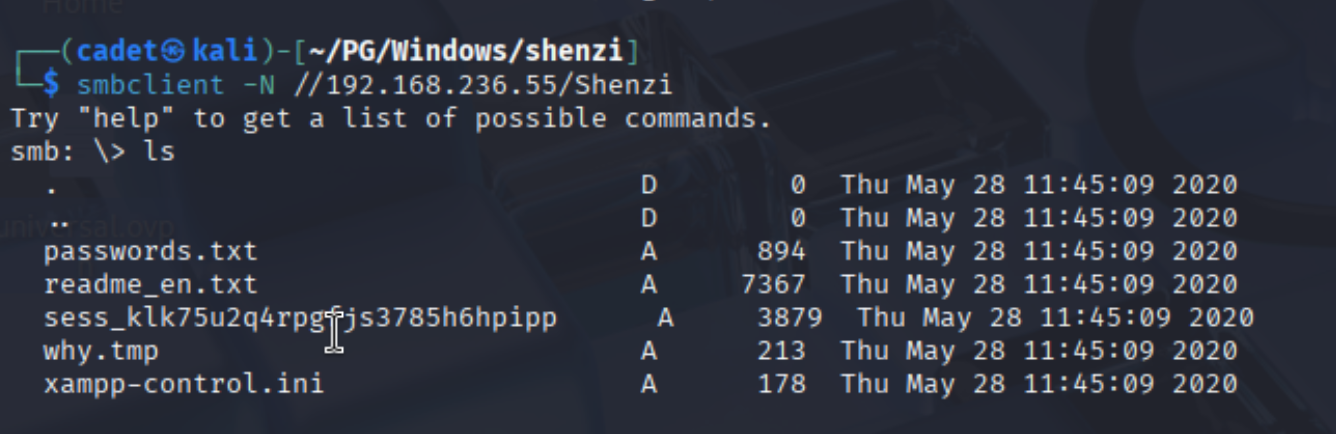 Home
┌──(cadet㉿kali)-[~/PG/Windows/shenzi]
└─$ smbclient -N //192.168.236.55/Shenzi
Try "help" to get a list of possible commands.
smb: \> ls
. D 0 Thu May 28 11:45:09 2020
.. D 0 Thu May 28 11:45:09 2020
universal.ovp
passwords.txt A 894 Thu May 28 11:45:09 2020
readme_en.txt A 7367 Thu May 28 11:45:09 2020
A 3879 Thu May 28 11:45:09 2020
why.tmp A 213 Thu May 28 11:45:09 2020
xampp-control.ini A 178 Thu May 28 11:45:09 2020